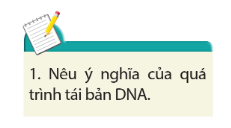 1. Nêu ý nghĩa của quá
trình tái bản DNA.